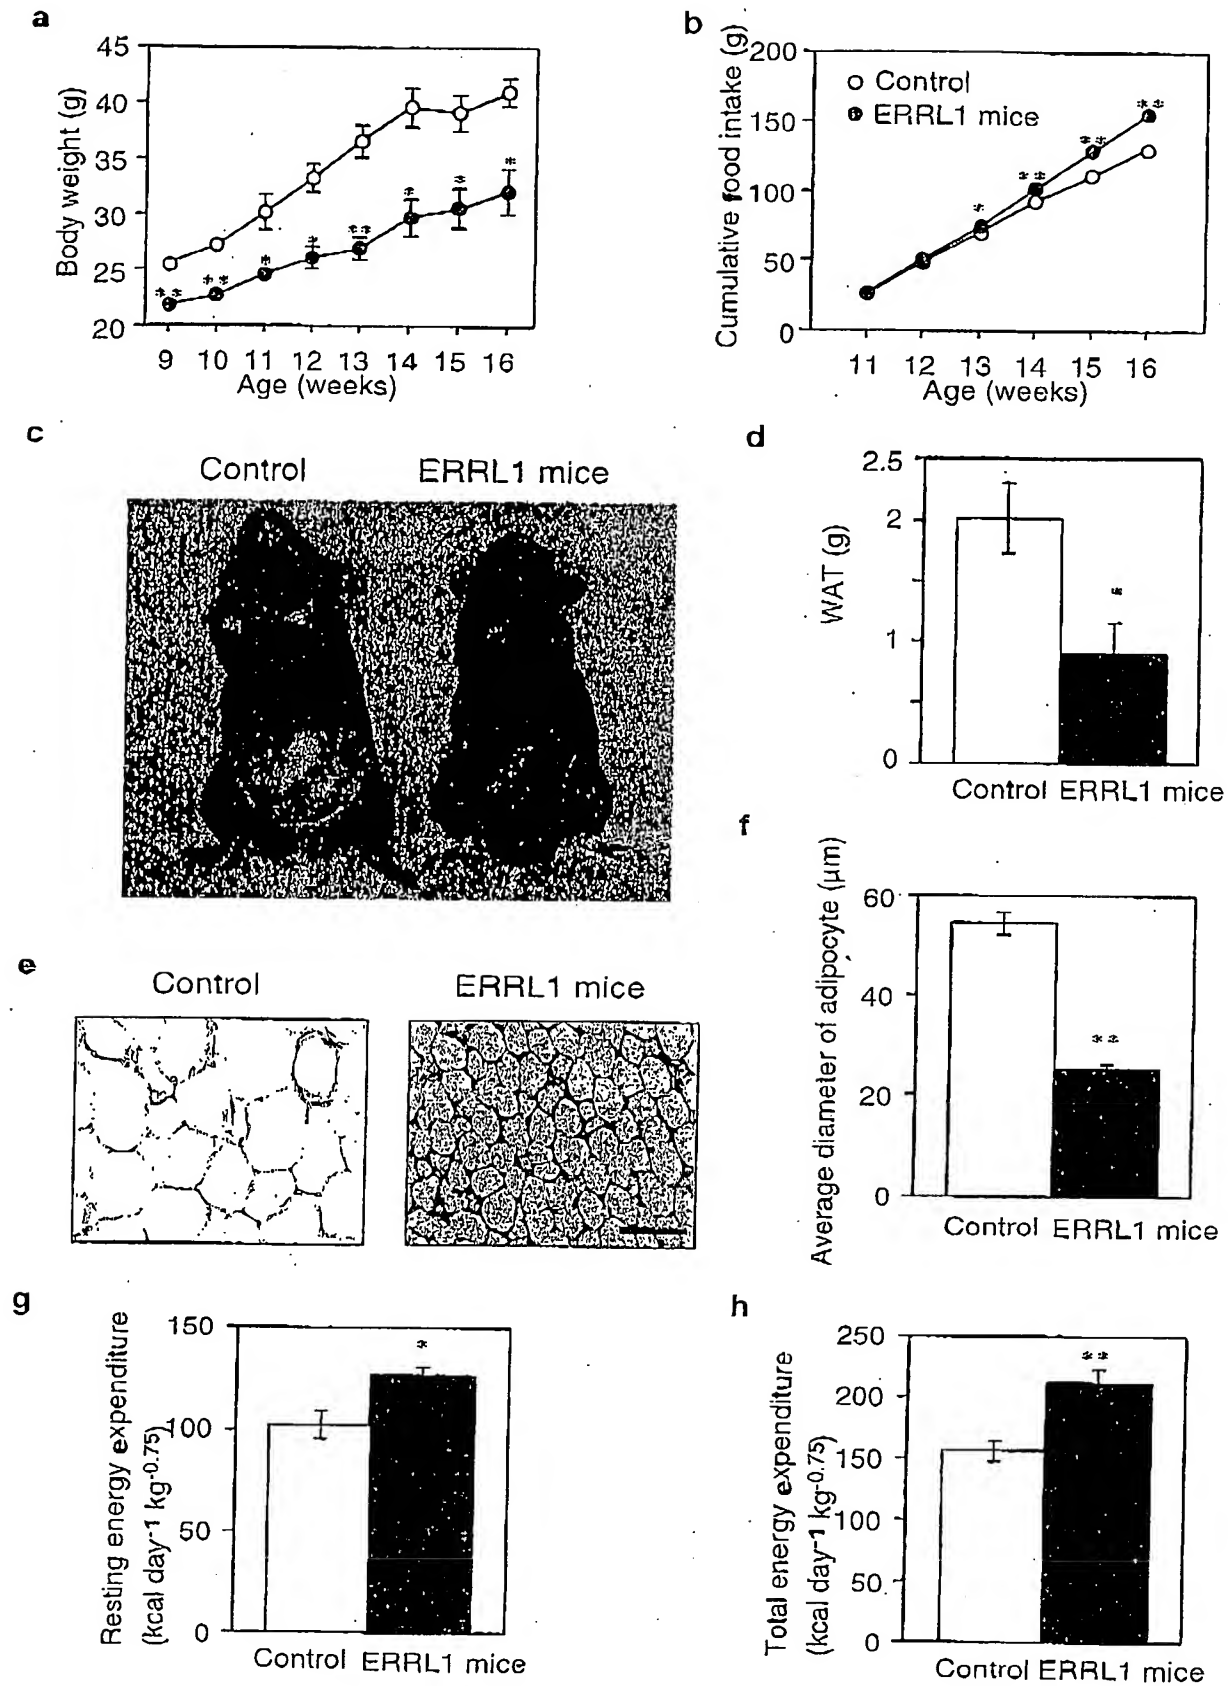 a
45
40
35
30
25
20
Body weight (g)
** ** * * ** * * *
9 10 11 12 13 14 15 16
Age (weeks)
b
200
150
100
50
0
Cumulative food intake (g)
Control
ERRL1 mice
* ** ** **
11 12 13 14 15 16
Age (weeks)
c
Control ERRL1 mice
d
2.5
2
1
0
WAT (g)
*
Control ERRL1 mice
e
Control ERRL1 mice
f
60
40
20
0
Average diameter of adipocyte (µm)
**
Control ERRL1 mice
g
150
100
50
0
Resting energy expenditure
(kcal day-1 kg-0.75)
*
Control ERRL1 mice
h
250
200
150
100
50
0
Total energy expenditure
(kcal day-1 kg-0.75)
**
Control ERRL1 mice